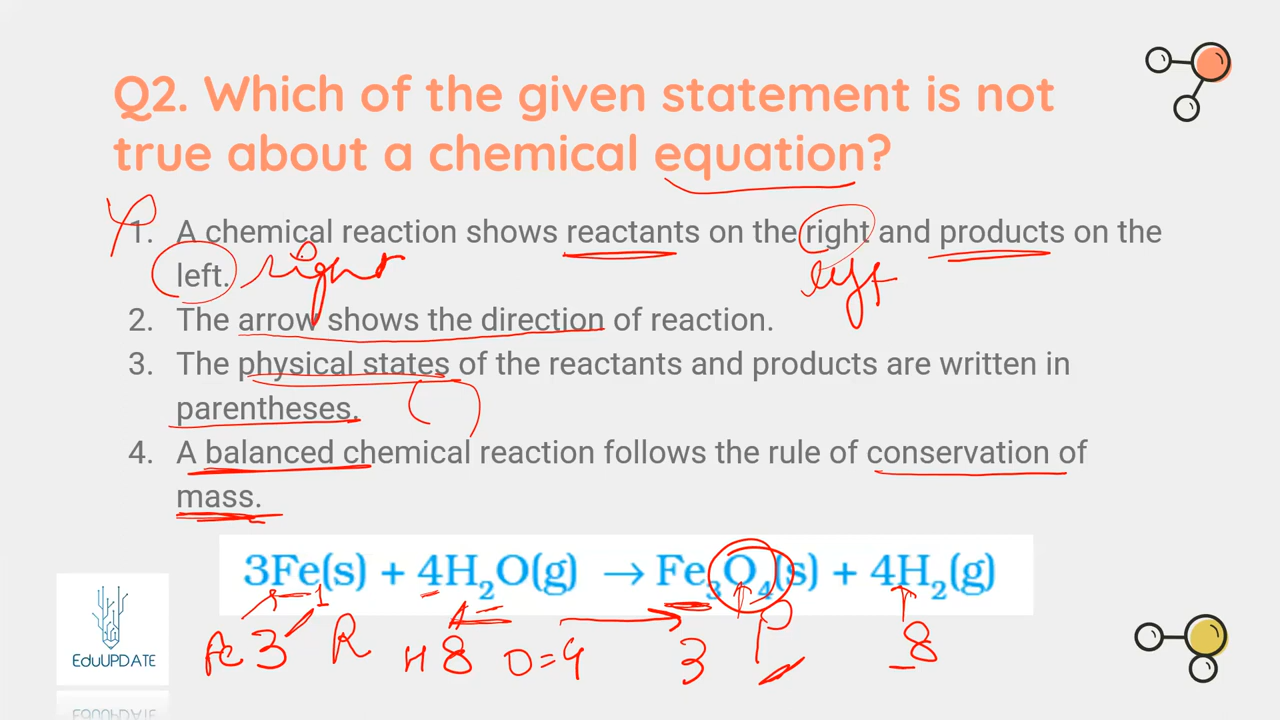 Q2. Which of the given statement is not
true about a chemical equation?
1. A chemical reaction shows reactants on the right and products on the
left. right left
2. The arrow shows the direction of reaction.
3. The physical states of the reactants and products are written in
parentheses.
4. A balanced chemical reaction follows the rule of conservation of
mass.
3Fe(s) + 4H₂O(g) → Fe₃O₄(s) + 4H₂(g)
Fe 3 R H 8 O=4 3 P 8
EduUPDATE